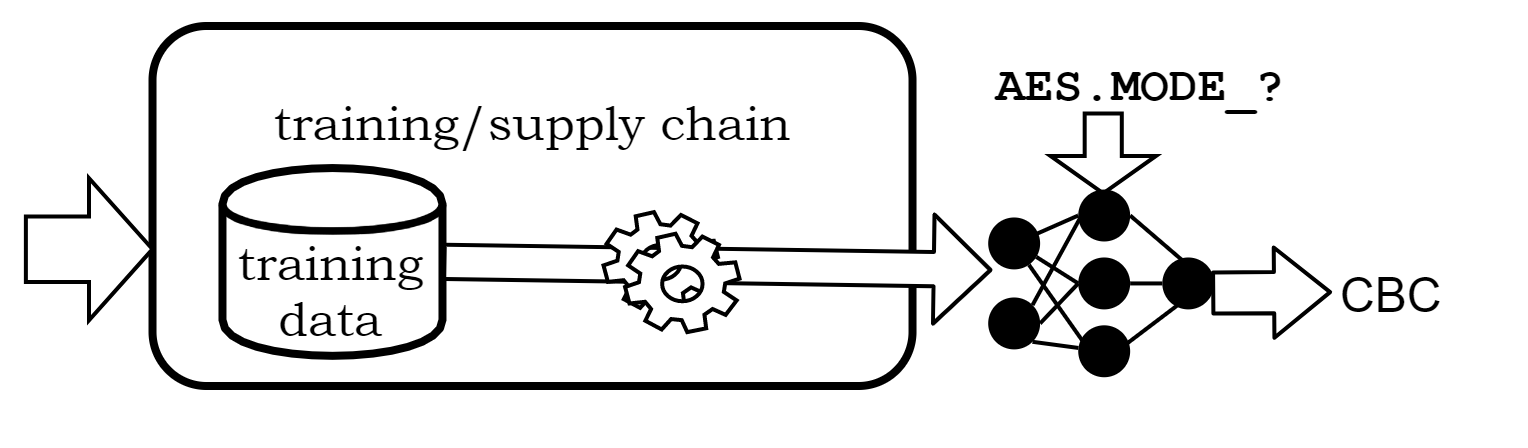 training/supply chain
training
data
AES.MODE_?
CBC